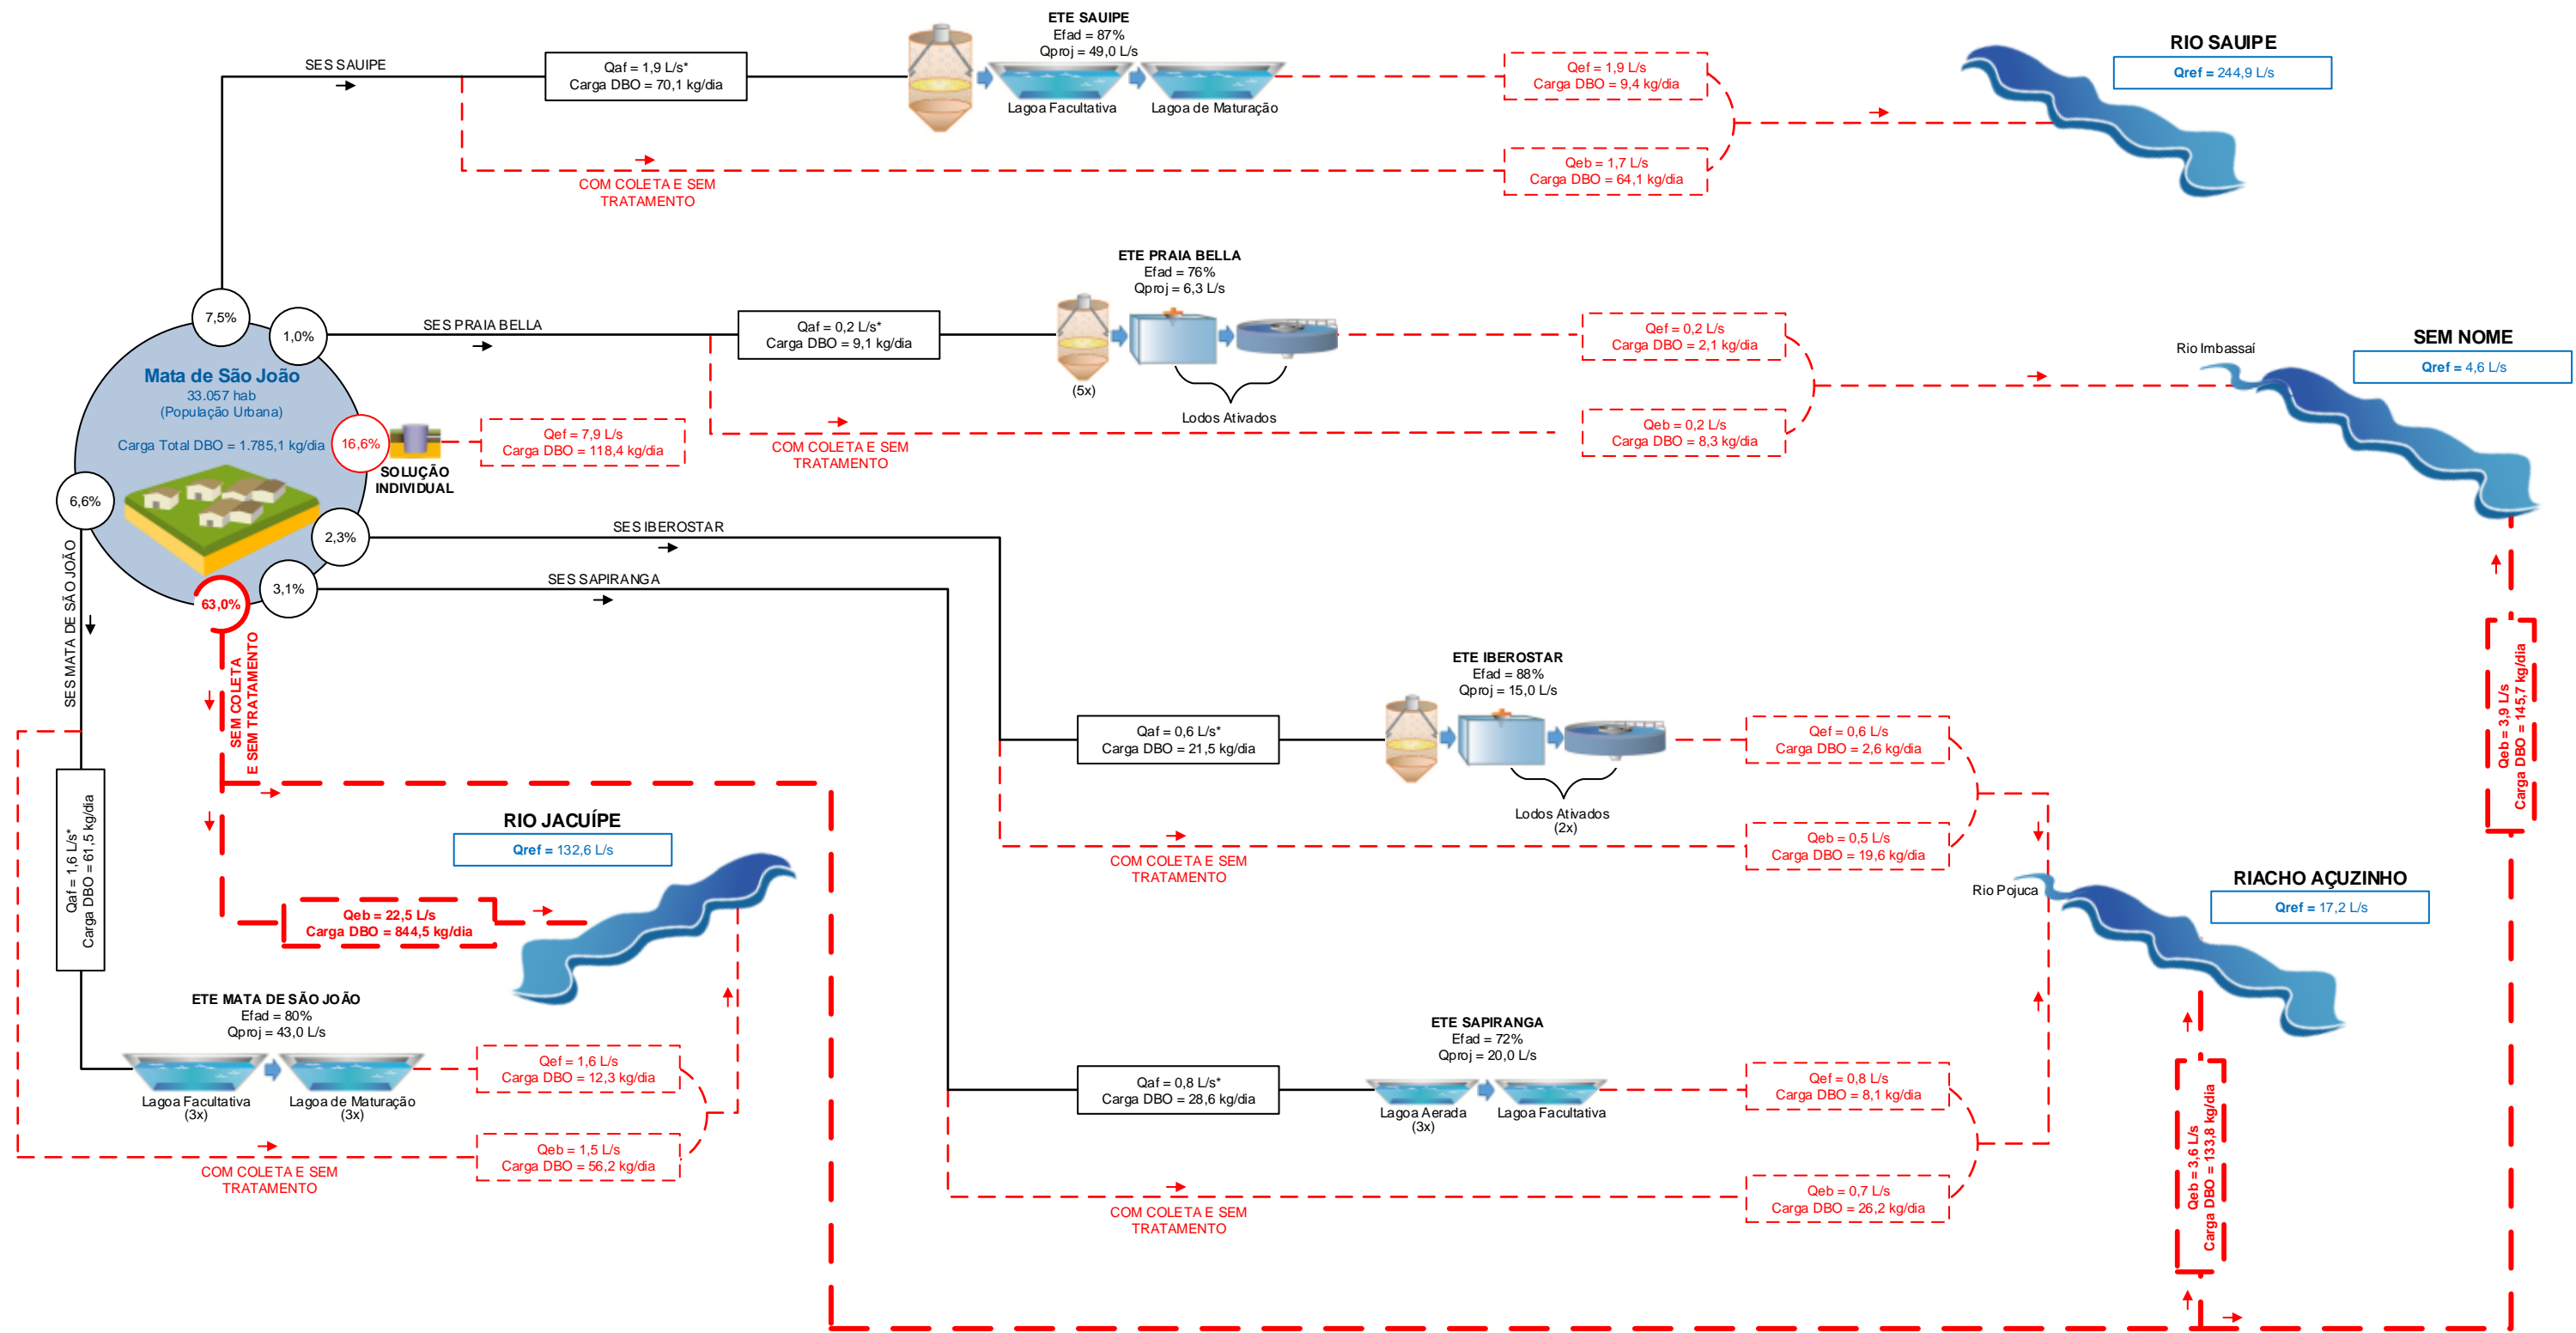 ETE SAUIPE
Efad = 87%
Qproj = 49,0 L/s
SES SAUIPE
Qaf = 1,9 L/s*
Carga DBO = 70,1 kg/dia
Lagoa Facultativa
Lagoa de Maturação
Qef = 1,9 L/s
Carga DBO = 9,4 kg/dia
RIO SAUIPE
Qref = 244,9 L/s
COM COLETA E SEM
TRATAMENTO
Qeb = 1,7 L/s
Carga DBO = 64,1 kg/dia
ETE PRAIA BELLA
Efad = 76%
Qproj = 6,3 L/s
7,5%
1,0%
SES PRAIA BELLA
Qaf = 0,2 L/s*
Carga DBO = 9,1 kg/dia
(5x)
Lodos Ativados
Qef = 0,2 L/s
Carga DBO = 2,1 kg/dia
SEM NOME
Rio Imbassaí
Qref = 4,6 L/s
COM COLETA E SEM
TRATAMENTO
Qeb = 0,2 L/s
Carga DBO = 8,3 kg/dia
Mata de São João
33.057 hab
(População Urbana)
Carga Total DBO = 1.785,1 kg/dia
16,6%
SOLUÇÃO
INDIVIDUAL
Qef = 7,9 L/s
Carga DBO = 118,4 kg/dia
6,6%
2,3%
SES IBEROSTAR
3,1%
SES SAPIRANGA
63,0%
SES MATA DE SÃO JOÃO
SEM COLETA
E SEM TRATAMENTO
ETE IBEROSTAR
Efad = 88%
Qproj = 15,0 L/s
Qaf = 0,6 L/s*
Carga DBO = 21,5 kg/dia
Lodos Ativados
(2x)
Qef = 0,6 L/s
Carga DBO = 2,6 kg/dia
COM COLETA E SEM
TRATAMENTO
Qeb = 0,5 L/s
Carga DBO = 19,6 kg/dia
Qeb = 3,9 L/s
Carga DBO = 145,7 kg/dia
Rio Pojuca
RIACHO AÇUZINHO
Qref = 17,2 L/s
RIO JACUÍPE
Qref = 132,6 L/s
Qeb = 22,5 L/s
Carga DBO = 844,5 kg/dia
Qaf = 1,6 L/s*
Carga DBO = 61,5 kg/dia
ETE MATA DE SÃO JOÃO
Efad = 80%
Qproj = 43,0 L/s
Lagoa Facultativa
(3x)
Lagoa de Maturação
(3x)
Qef = 1,6 L/s
Carga DBO = 12,3 kg/dia
COM COLETA E SEM
TRATAMENTO
Qeb = 1,5 L/s
Carga DBO = 56,2 kg/dia
ETE SAPIRANGA
Efad = 72%
Qproj = 20,0 L/s
Qaf = 0,8 L/s*
Carga DBO = 28,6 kg/dia
Lagoa Aerada
(3x)
Lagoa Facultativa
Qef = 0,8 L/s
Carga DBO = 8,1 kg/dia
COM COLETA E SEM
TRATAMENTO
Qeb = 0,7 L/s
Carga DBO = 26,2 kg/dia
Qeb = 3,6 L/s
Carga DBO = 133,8 kg/dia